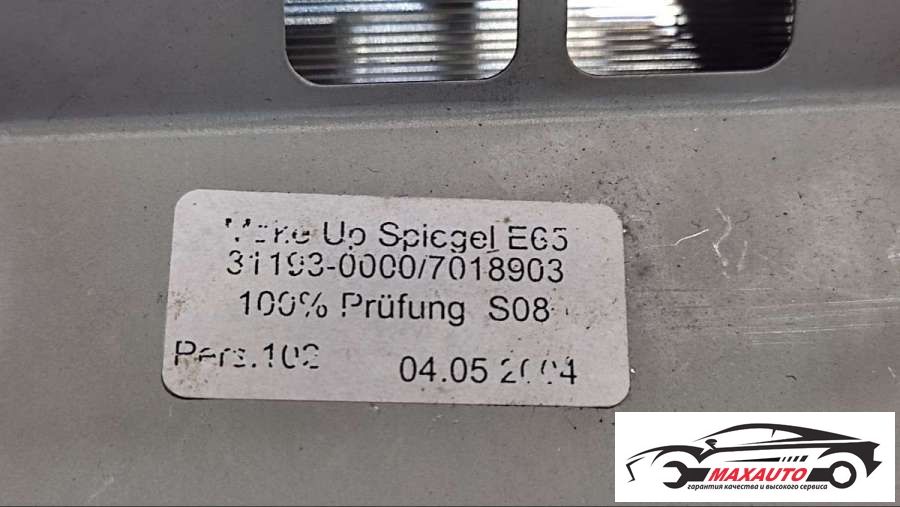 Make Up Spiegel E65
31193-0000/7018903
100% Prüfung S08
Pers.102
04.05 2004
MAXAUTO
гарантия качества и высокого сервиса